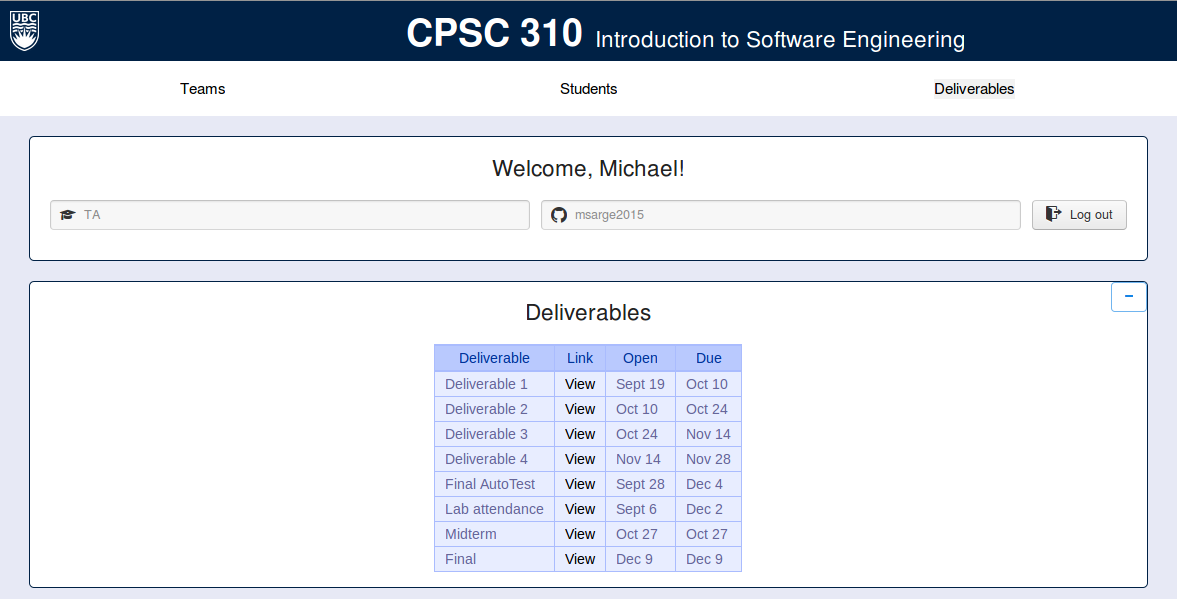 UBC
CPSC 310 Introduction to Software Engineering
Teams Students Deliverables
Welcome, Michael!
TA msarge2015 Log out
Deliverables
Deliverable Link Open Due
Deliverable 1 View Sept 19 Oct 10
Deliverable 2 View Oct 10 Oct 24
Deliverable 3 View Oct 24 Nov 14
Deliverable 4 View Nov 14 Nov 28
Final AutoTest View Sept 28 Dec 4
Lab attendance View Sept 6 Dec 2
Midterm View Oct 27 Oct 27
Final View Dec 9 Dec 9